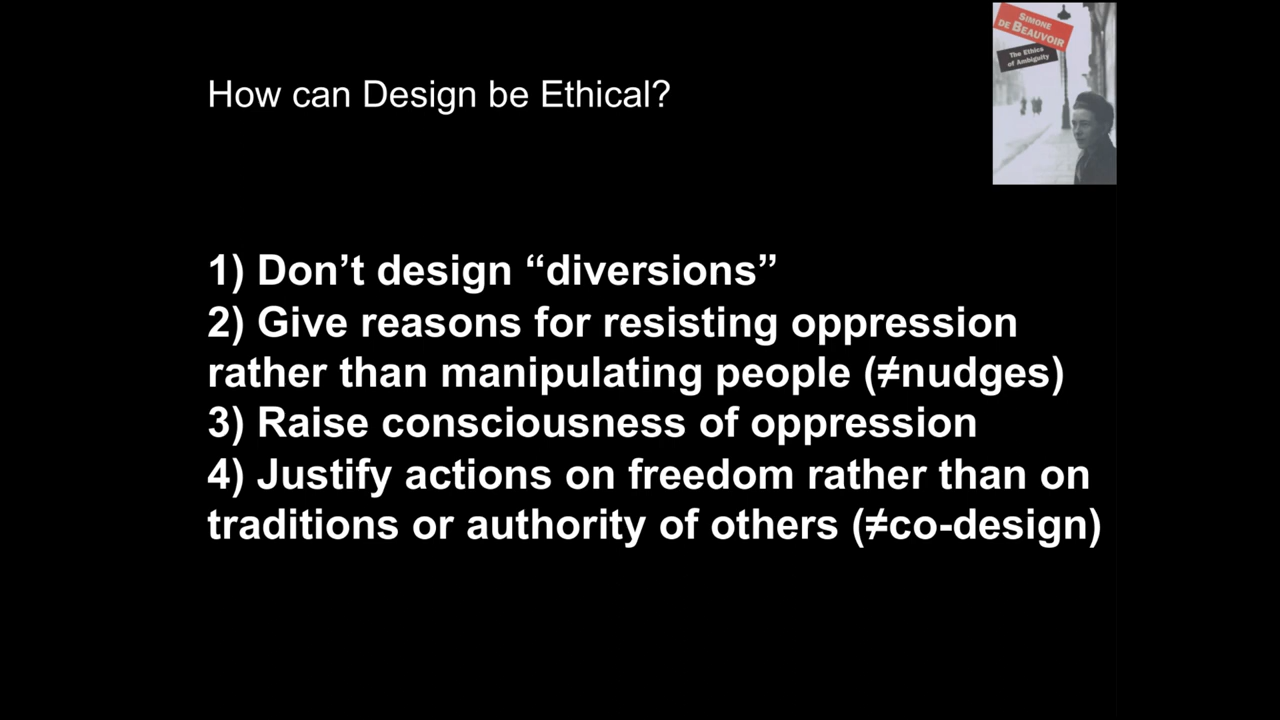 SIMONE
DE BEAUVOIR
The Ethics
of Ambiguity
How can Design be Ethical?
1) Don’t design “diversions”
2) Give reasons for resisting oppression
rather than manipulating people (≠nudges)
3) Raise consciousness of oppression
4) Justify actions on freedom rather than on
traditions or authority of others (≠co-design)